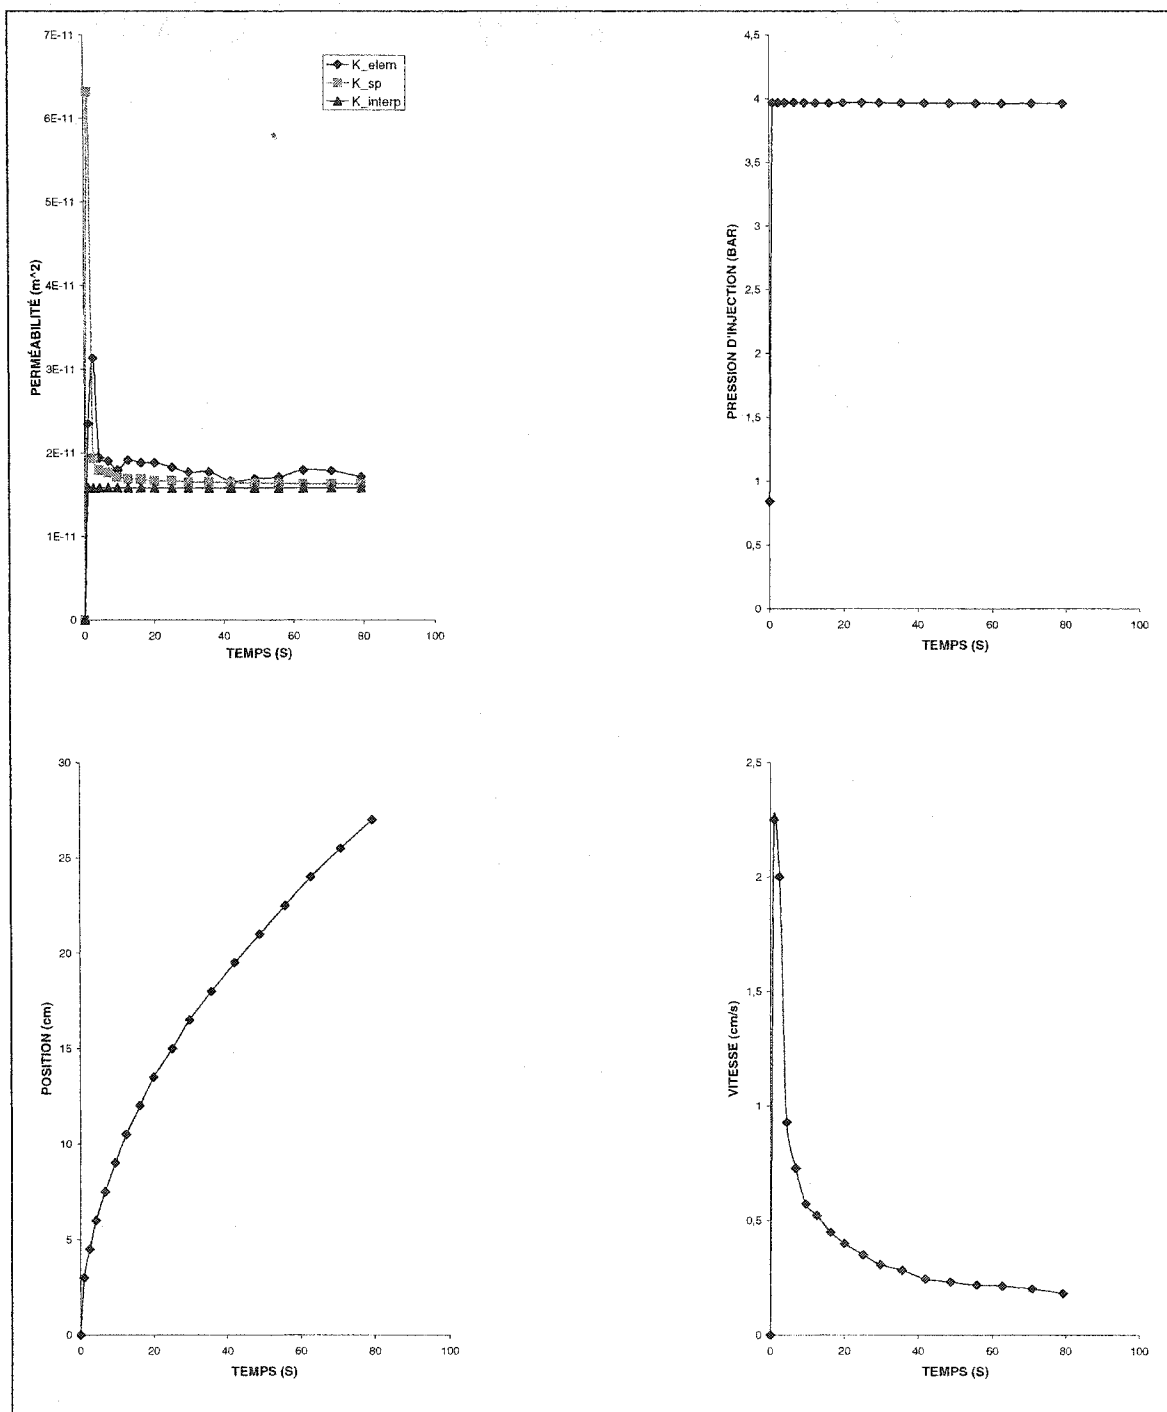 7E-11
6E-11
5E-11
4E-11
3E-11
2E-11
1E-11
0
PERMÉABILITÉ (m^2)
K_elem
K_sp
K_interp
0 20 40 60 80 100
TEMPS (S)
4,5
4
3,5
3
2,5
2
1,5
1
0,5
0
PRESSION D'INJECTION (BAR)
0 20 40 60 80 100
TEMPS (S)
30
25
20
15
10
5
0
POSITION (cm)
0 20 40 60 80 100
TEMPS (S)
2,5
2
1,5
1
0,5
0
VITESSE (cm/s)
0 20 40 60 80 100
TEMPS (S)